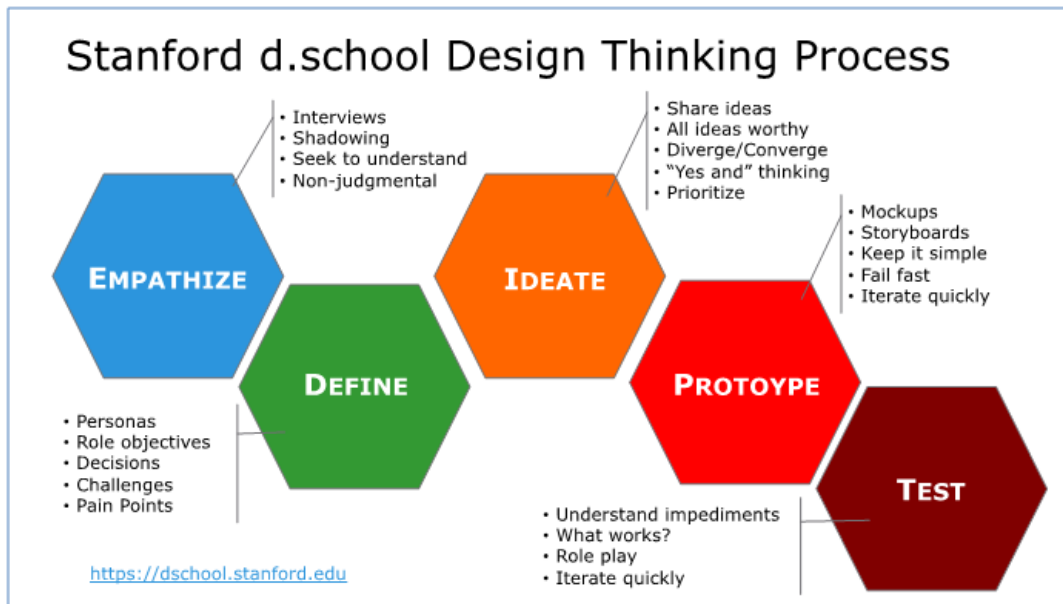 Stanford d.school Design Thinking Process
• Interviews
• Shadowing
• Seek to understand
• Non-judgmental
EMPATHIZE
• Personas
• Role objectives
• Decisions
• Challenges
• Pain Points
DEFINE
• Share ideas
• All ideas worthy
• Diverge/Converge
• “Yes and” thinking
• Prioritize
IDEATE
• Mockups
• Storyboards
• Keep it simple
• Fail fast
• Iterate quickly
PROTOYPE
• Understand impediments
• What works?
• Role play
• Iterate quickly
TEST
https://dschool.stanford.edu